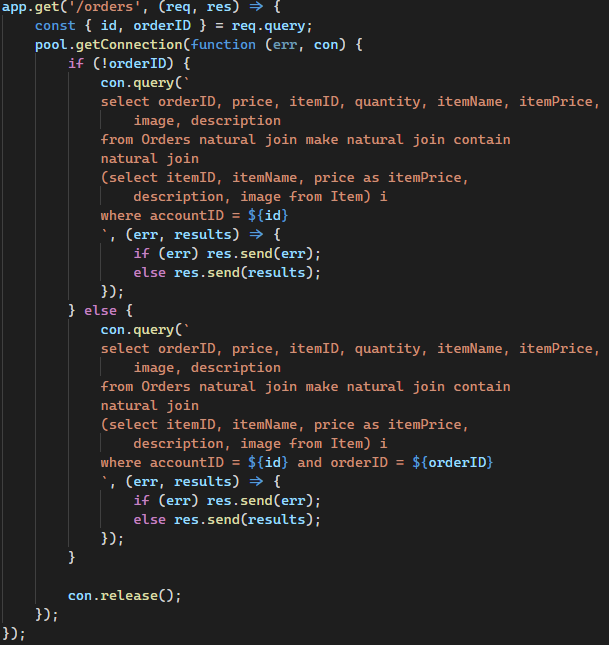 app.get('/orders', (req, res) => {
    const { id, orderID } = req.query;
    pool.getConnection(function (err, con) {
        if (!orderID) {
            con.query(`
            select orderID, price, itemID, quantity, itemName, itemPrice,
                image, description
            from Orders natural join make natural join contain
            natural join
            (select itemID, itemName, price as itemPrice,
                description, image from Item) i
            where accountID = ${id}
            `, (err, results) => {
                if (err) res.send(err);
                else res.send(results);
            });
        } else {
            con.query(`
            select orderID, price, itemID, quantity, itemName, itemPrice,
                image, description
            from Orders natural join make natural join contain
            natural join
            (select itemID, itemName, price as itemPrice,
                description, image from Item) i
            where accountID = ${id} and orderID = ${orderID}
            `, (err, results) => {
                if (err) res.send(err);
                else res.send(results);
            });
        }

        con.release();
    });
});